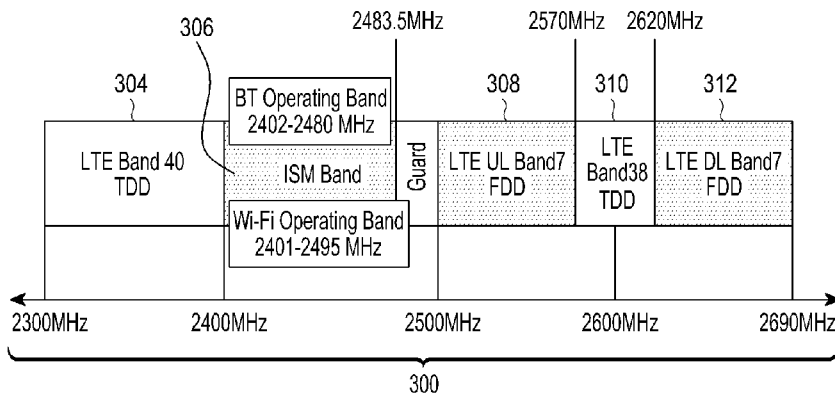 2483.5MHz
2570MHz
2620MHz
306
304
308
310
312
BT Operating Band
2402-2480 MHz
LTE Band 40
TDD
ISM Band
Guard
LTE UL Band7
FDD
LTE
Band38
TDD
LTE DL Band7
FDD
Wi-Fi Operating Band
2401-2495 MHz
2300MHz
2400MHz
2500MHz
2600MHz
2690MHz
300